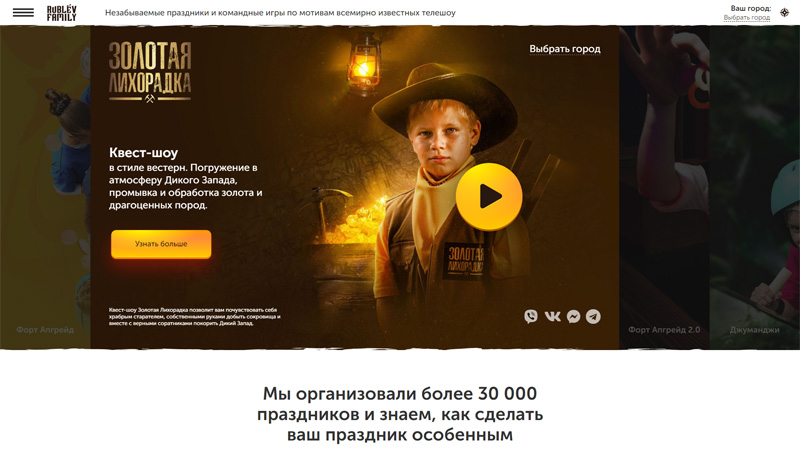 RUBLЁV
FAMILY
Незабываемые праздники и командные игры по мотивам всемирно известных телешоу
Ваш город:
Выбрать город
ЗОЛОТАЯ
ЛИХОРАДКА
Выбрать город
Квест-шоу
в стиле вестерн. Погружение в
атмосферу Дикого Запада,
промывка и обработка золота и
драгоценных пород.
Узнать больше
ЗОЛОТАЯ
ЛИХОРАДКА
Квест-шоу Золотая Лихорадка позволит вам почувствовать себя
храбрым старателем, собственными руками добыть сокровища и
вместе с верными соратниками покорить Дикий Запад.
Форт Апгрейд
Форт Апгрейд 2.0
Джуманджи
Мы организовали более 30 000
праздников и знаем, как сделать
ваш праздник особенным